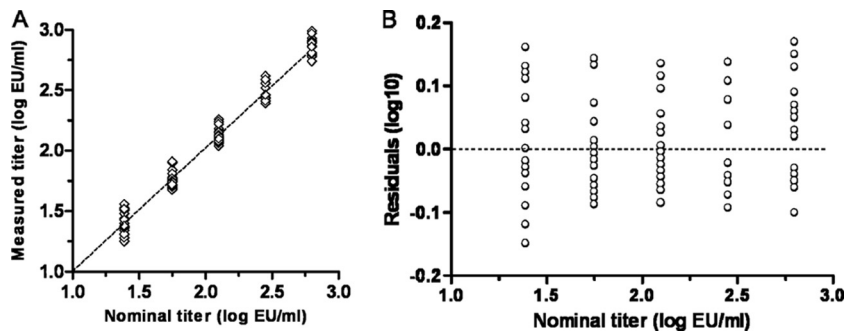 A
3.0
2.5
2.0
1.5
1.0
Measured titer (log EU/ml)
1.0 1.5 2.0 2.5 3.0
Nominal titer (log EU/ml)
B
0.2
0.1
0.0
-0.1
-0.2
Residuals (log10)
1.0 1.5 2.0 2.5 3.0
Nominal titer (log EU/ml)